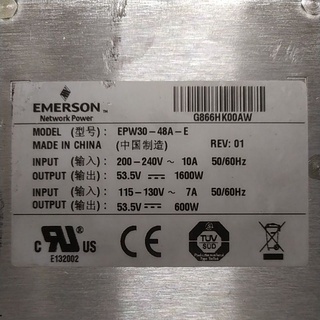 EMERSON
Network Power
G866HK00AW
MODEL (型号): EPW30-48A-E
MADE IN CHINA (中国制造) REV: 01
INPUT (输入): 200-240V ~ 10A 50/60Hz
OUTPUT (输出): 53.5V ⎓ 1600W
INPUT (输入): 115-130V ~ 7A 50/60Hz
OUTPUT (输出): 53.5V ⎓ 600W
C US
E132002
CE
TÜV
SÜD